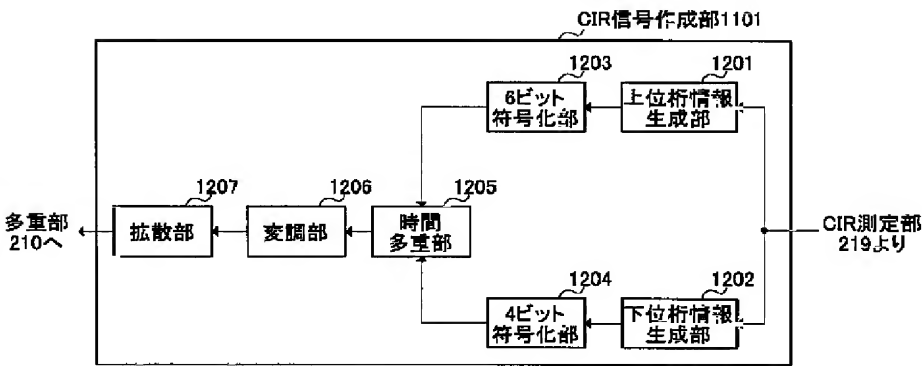 CIR信号作成部1101
1203
1201
6ビット
符号化部
上位桁情報
生成部
1207
1206
1205
多重部
210へ
拡散部
変調部
時間
多重部
CIR測定部
219より
1204
1202
4ビット
符号化部
下位桁情報
生成部